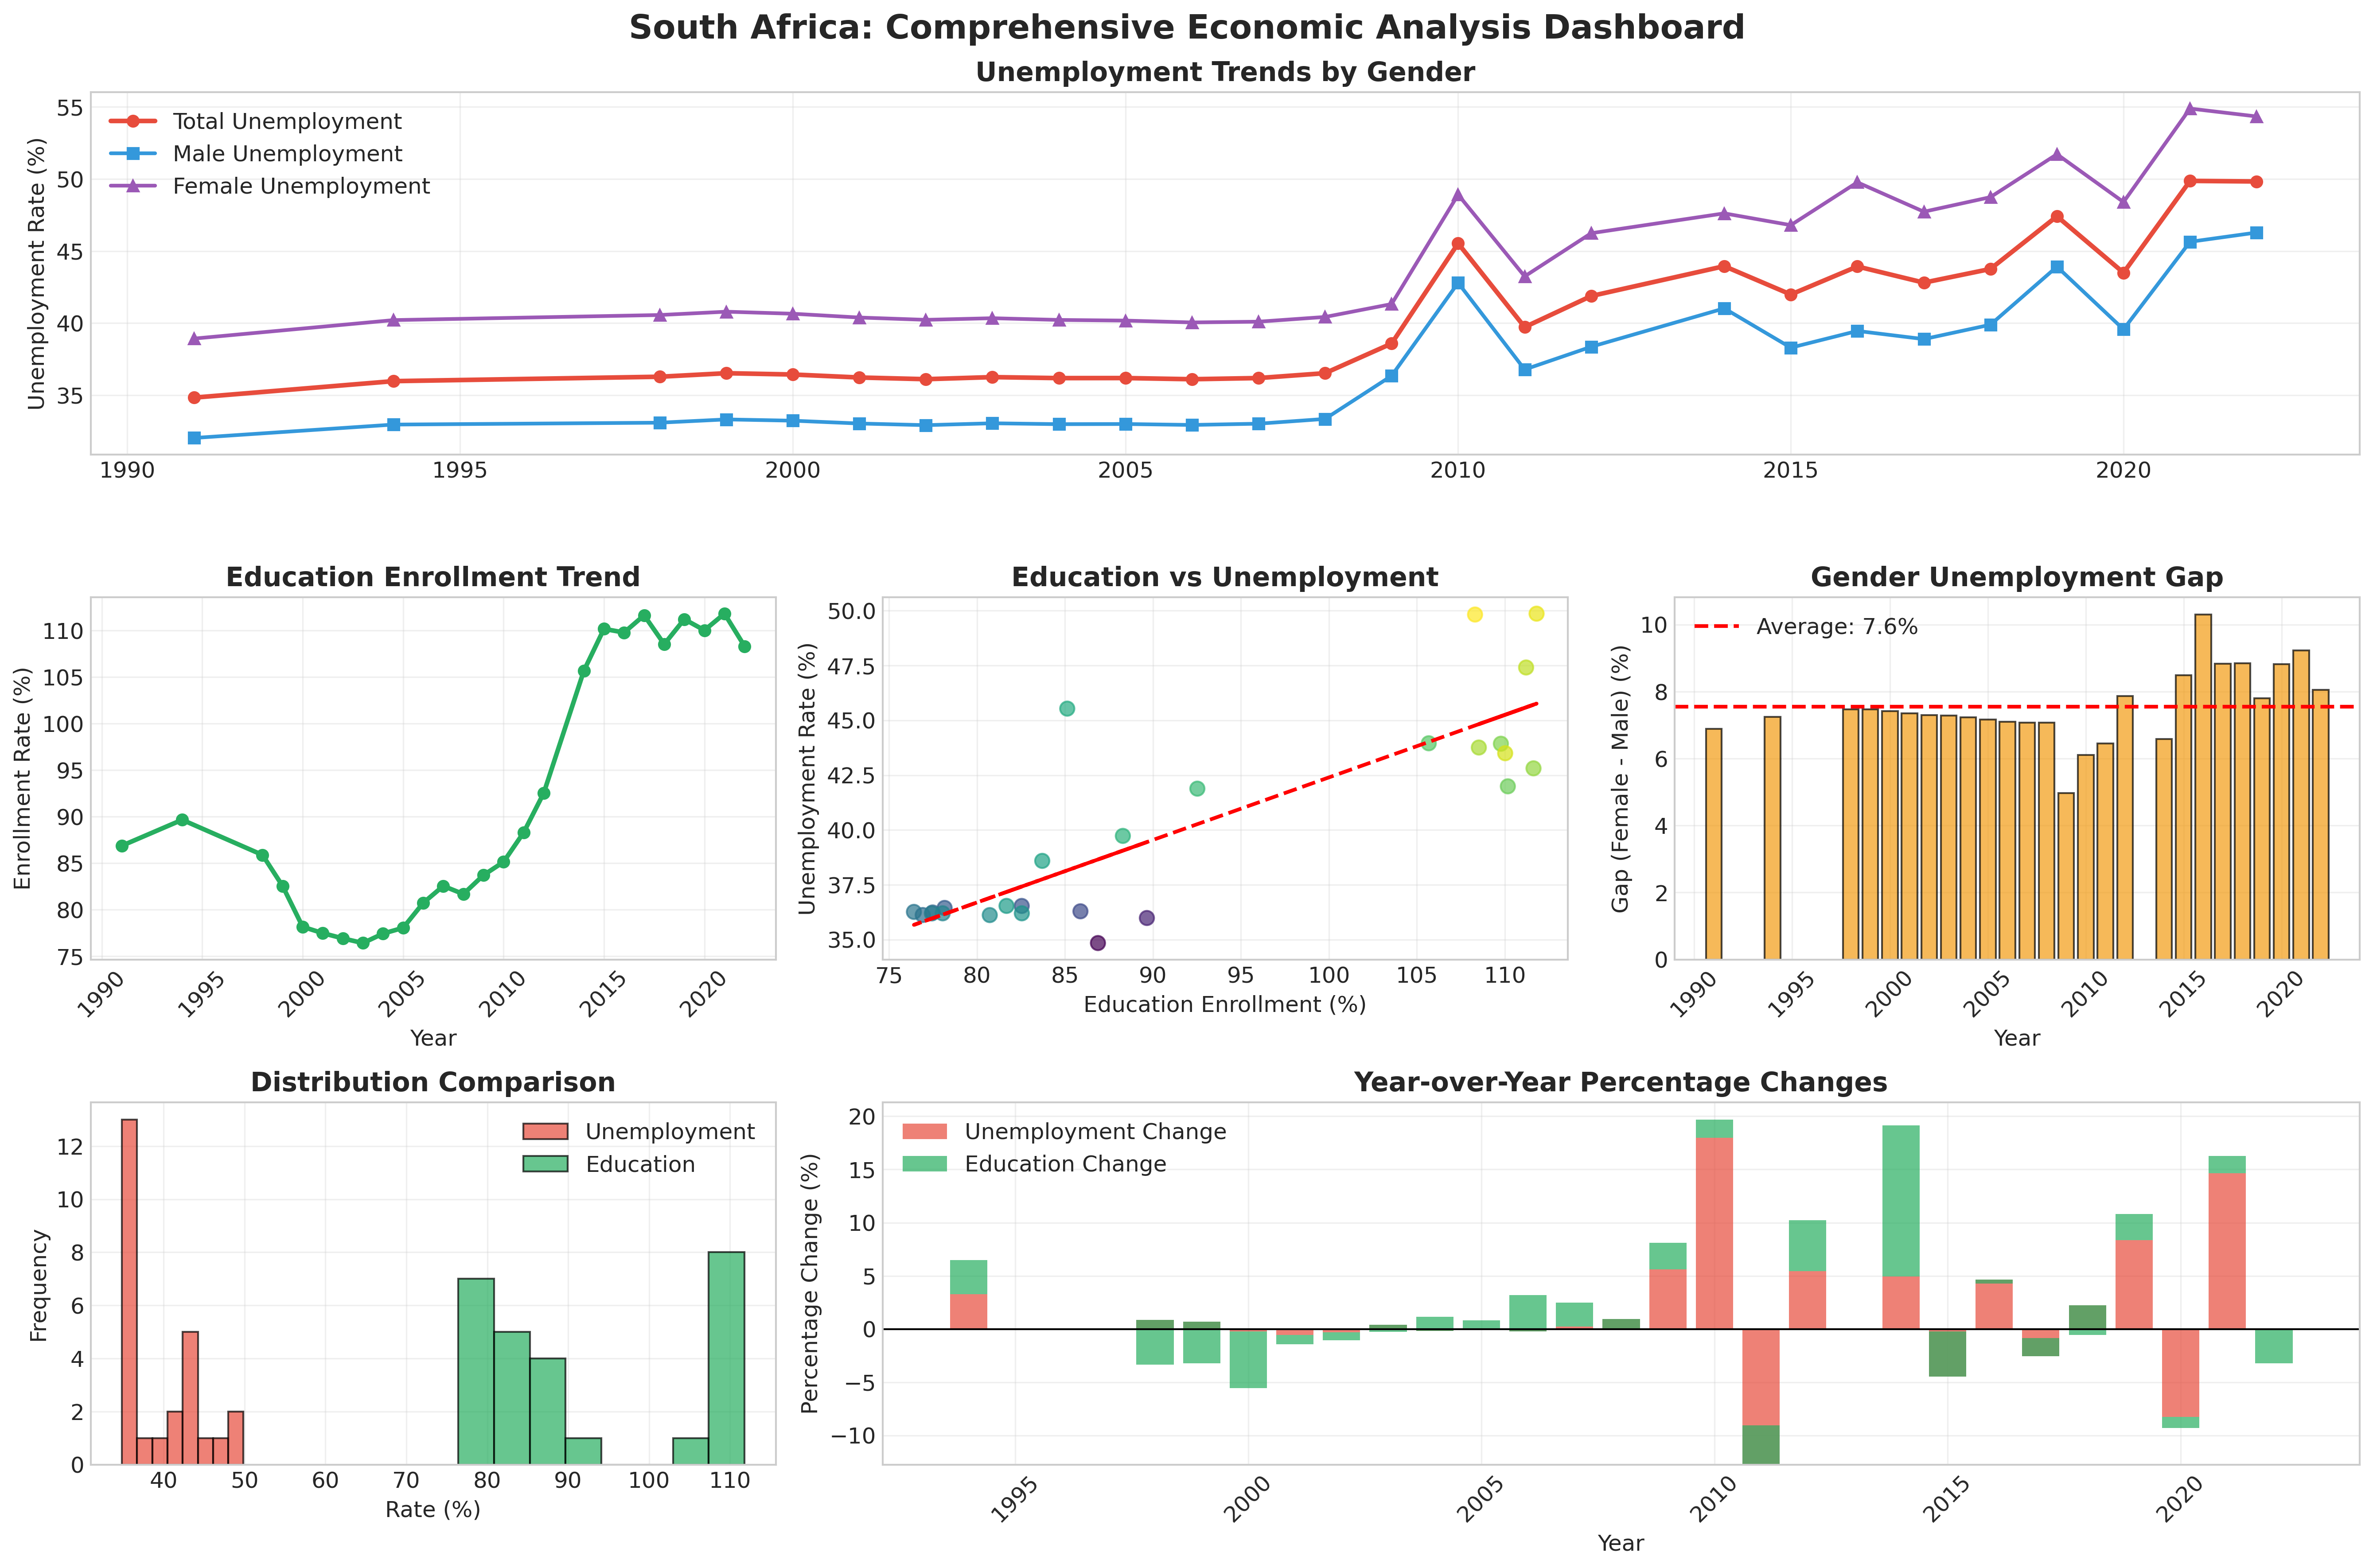 South Africa: Comprehensive Economic Analysis Dashboard
Unemployment Trends by Gender
Unemployment Rate (%)
55
50
45
40
35
Total Unemployment
Male Unemployment
Female Unemployment
1990 1995 2000 2005 2010 2015 2020
Education Enrollment Trend
Enrollment Rate (%)
110
105
100
95
90
85
80
75
1990 1995 2000 2005 2010 2015 2020
Year
Education vs Unemployment
Unemployment Rate (%)
50.0
47.5
45.0
42.5
40.0
37.5
35.0
75 80 85 90 95 100 105 110
Education Enrollment (%)
Gender Unemployment Gap
Gap (Female - Male) (%)
10
8
6
4
2
0
Average: 7.6%
1990 1995 2000 2005 2010 2015 2020
Year
Distribution Comparison
Frequency
12
10
8
6
4
2
0
Unemployment
Education
40 50 60 70 80 90 100 110
Rate (%)
Year-over-Year Percentage Changes
Percentage Change (%)
20
15
10
5
0
−5
−10
Unemployment Change
Education Change
1995 2000 2005 2010 2015 2020
Year